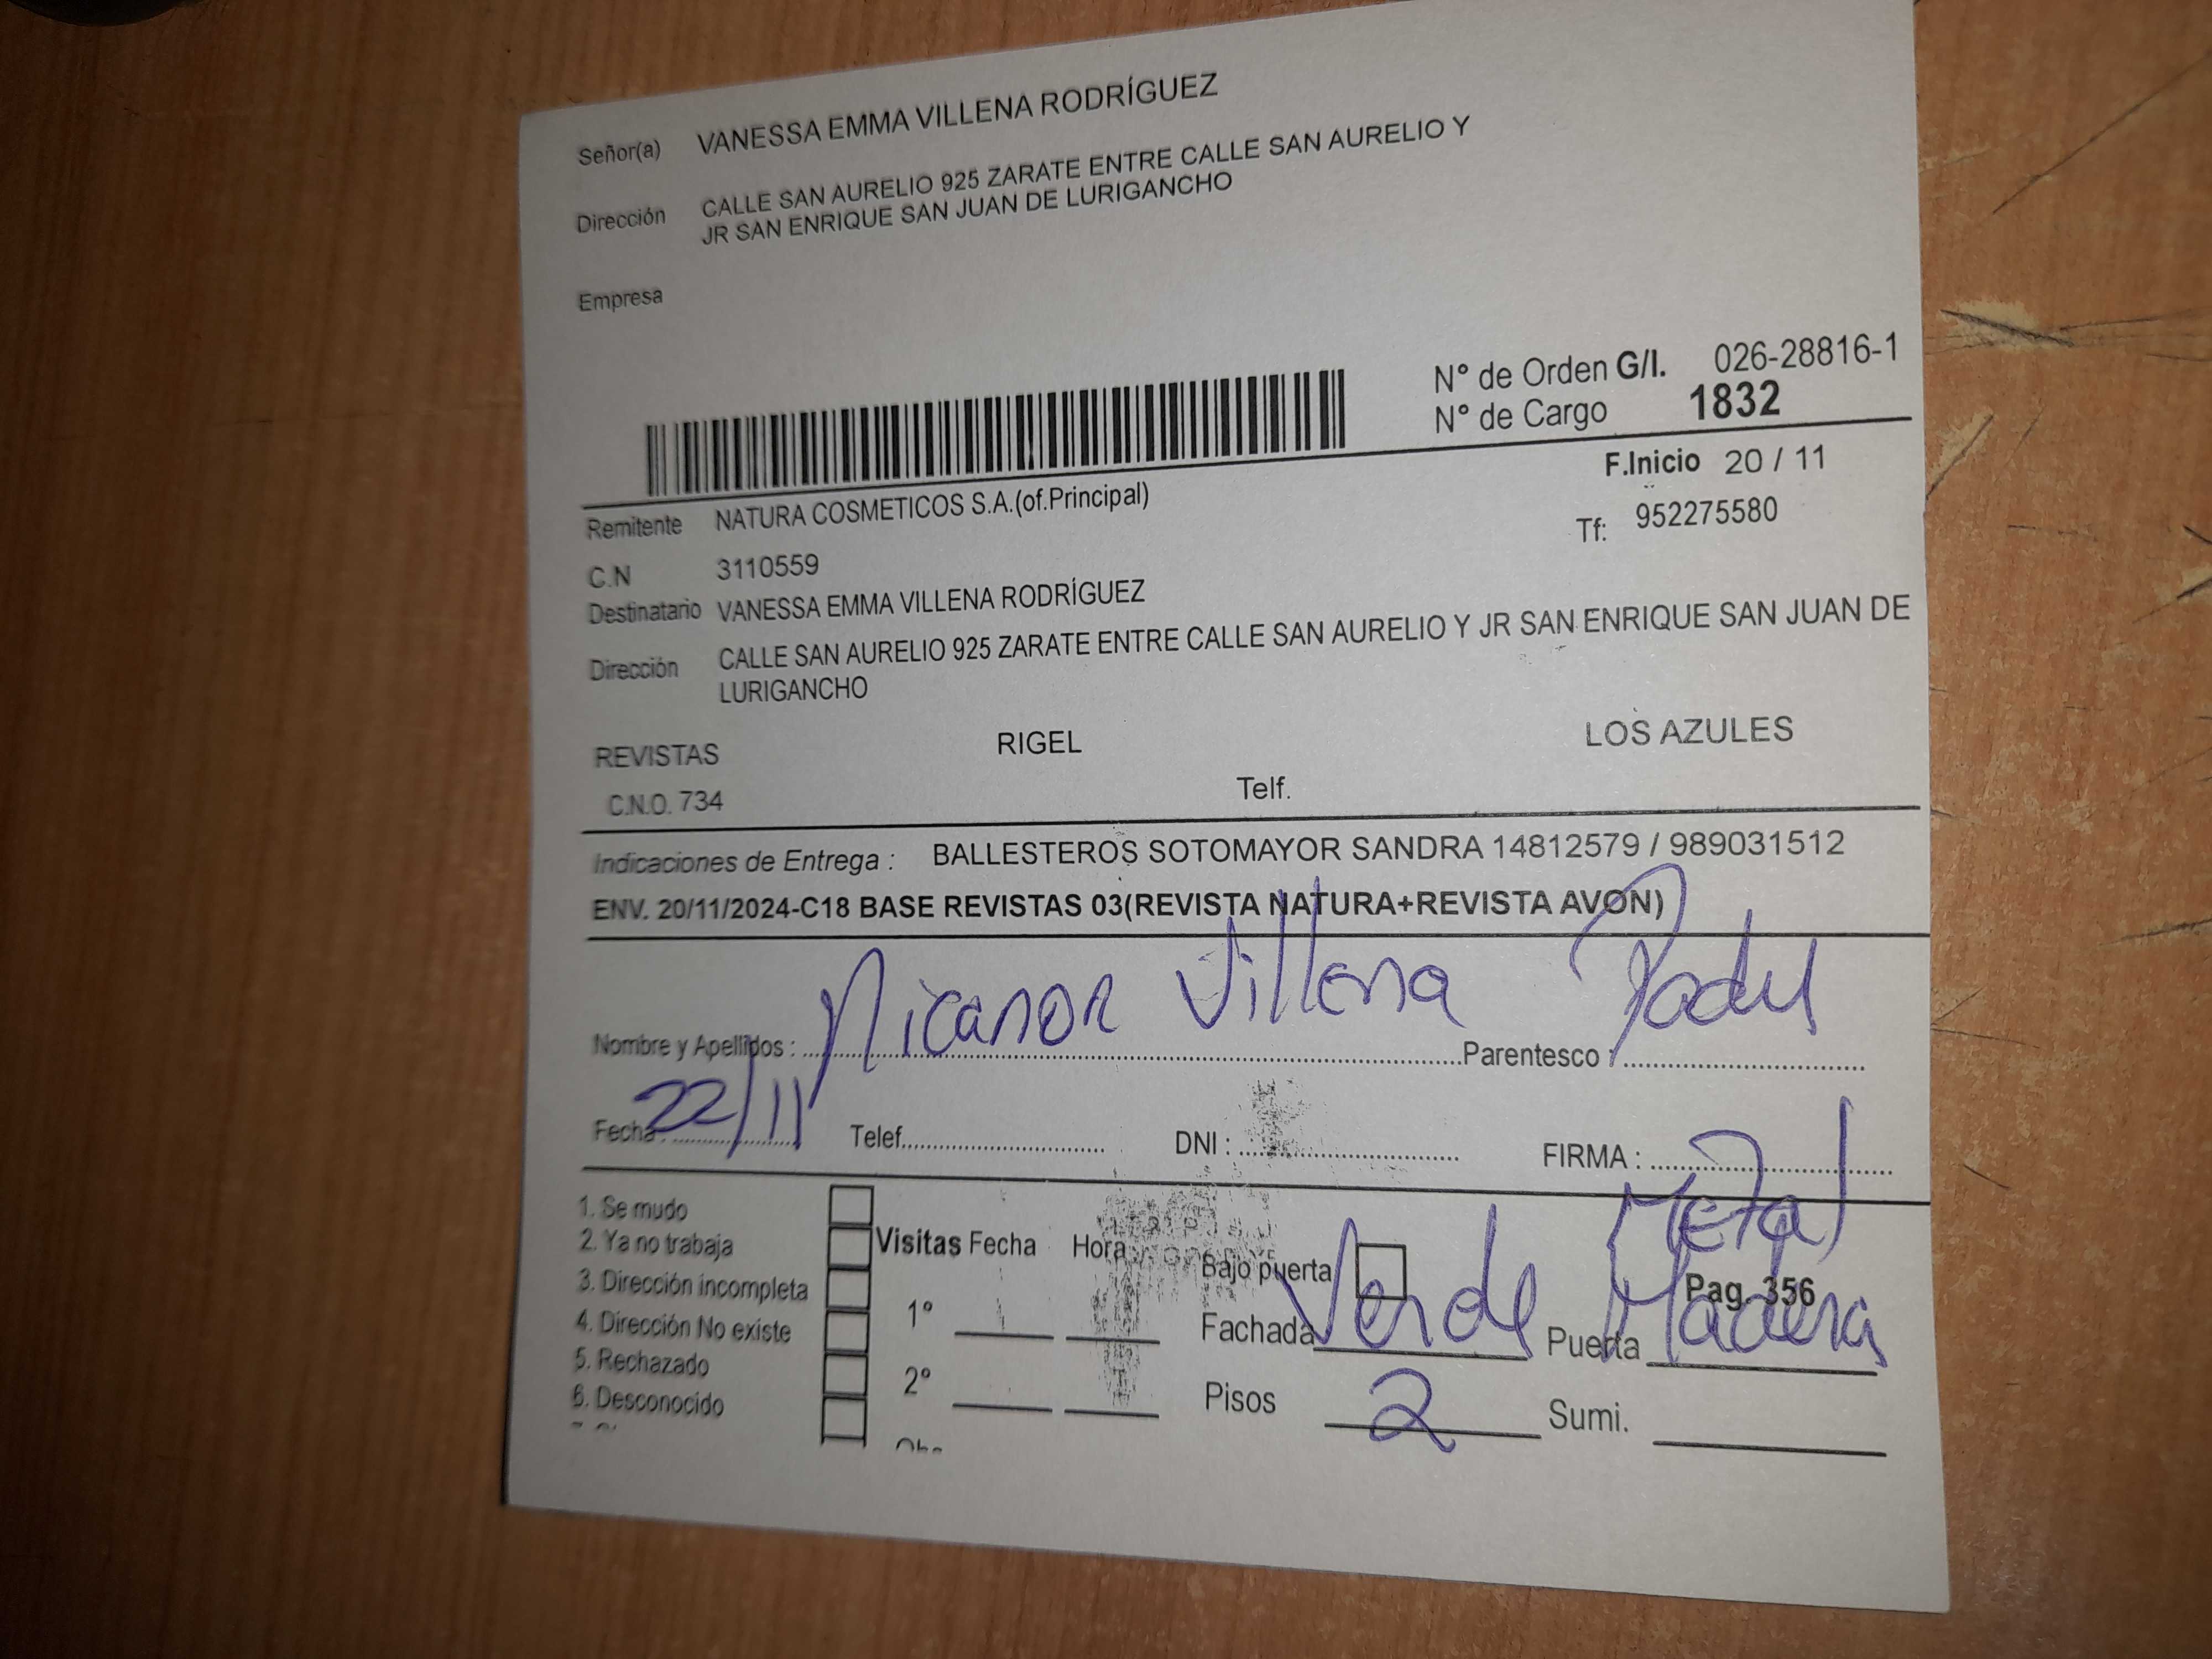 Señor(a) VANESSA EMMA VILLENA RODRÍGUEZ
Dirección CALLE SAN AURELIO 925 ZARATE ENTRE CALLE SAN AURELIO Y
JR SAN ENRIQUE SAN JUAN DE LURIGANCHO
Empresa
N° de Orden G/I. 026-28816-1
N° de Cargo 1832
F.Inicio 20 / 11
Remitente NATURA COSMETICOS S.A.(of.Principal)
Tf: 952275580
C.N 3110559
Destinatario VANESSA EMMA VILLENA RODRÍGUEZ
Dirección CALLE SAN AURELIO 925 ZARATE ENTRE CALLE SAN AURELIO Y JR SAN ENRIQUE SAN JUAN DE
LURIGANCHO
REVISTAS RIGEL LOS AZULES
C.N.O. 734 Telf.
Indicaciones de Entrega : BALLESTEROS SOTOMAYOR SANDRA 14812579 / 989031512
ENV. 20/11/2024-C18 BASE REVISTAS 03(REVISTA NATURA+REVISTA AVON)
Nombre y Apellidos : Nicanor Villena Parentesco : Padre
Fecha : 22/11 Telef. DNI : FIRMA :
1. Se mudo
2. Ya no trabaja
3. Dirección incompleta
4. Dirección No existe
5. Rechazado
6. Desconocido
Visitas Fecha Hora
1°
2°
Bajo puerta
Metal
Pag. 356
Fachada Verde Puerta Madera
Pisos 2 Sumi.